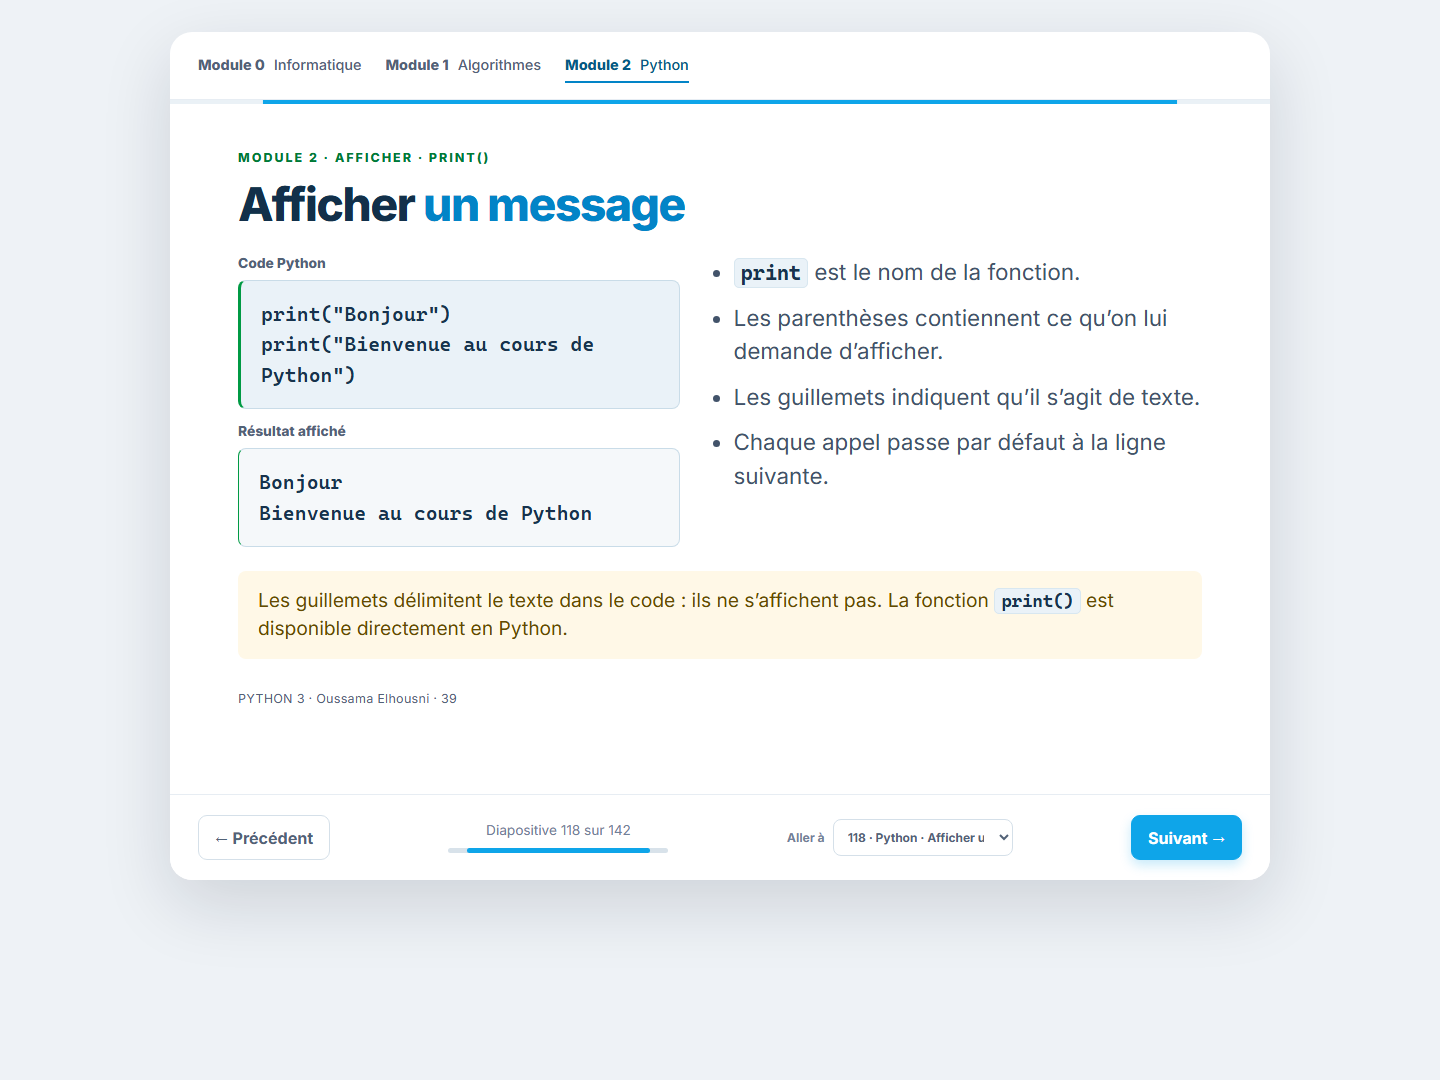 Module 0 Informatique Module 1 Algorithmes Module 2 Python
MODULE 2 · AFFICHER · PRINT()
Afficher un message
Code Python
print("Bonjour")
print("Bienvenue au cours de
Python")
Résultat affiché
Bonjour
Bienvenue au cours de Python
• print est le nom de la fonction.
• Les parenthèses contiennent ce qu’on lui
demande d’afficher.
• Les guillemets indiquent qu’il s’agit de texte.
• Chaque appel passe par défaut à la ligne
suivante.
Les guillemets délimitent le texte dans le code : ils ne s’affichent pas. La fonction print() est
disponible directement en Python.
PYTHON 3 · Oussama Elhousni · 39
← Précédent
Diapositive 118 sur 142
Aller à 118 · Python · Afficher u
Suivant →